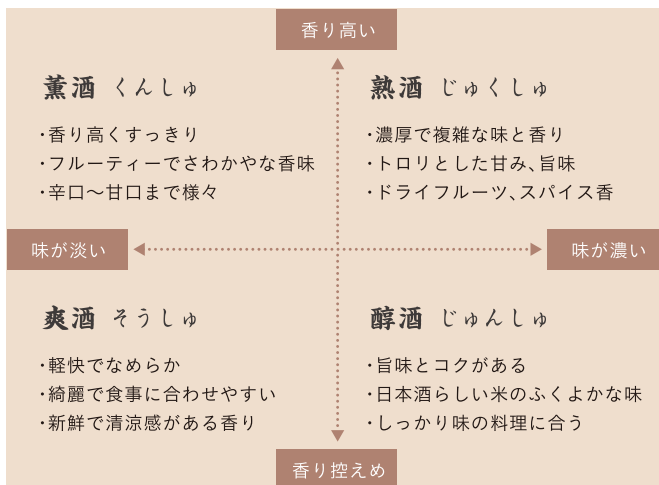 香り高い
薫酒 くんしゅ
・香り高くすっきり
・フルーティーでさわかやな香味
・辛口～甘口まで様々
熟酒 じゅくしゅ
・濃厚で複雑な味と香り
・トロリとした甘み、旨味
・ドライフルーツ、スパイス香
味が淡い
味が濃い
爽酒 そうしゅ
・軽快でなめらか
・綺麗で食事に合わせやすい
・新鮮で清涼感がある香り
醇酒 じゅんしゅ
・旨味とコクがある
・日本酒らしい米のふくよかな味
・しっかり味の料理に合う
香り控えめ